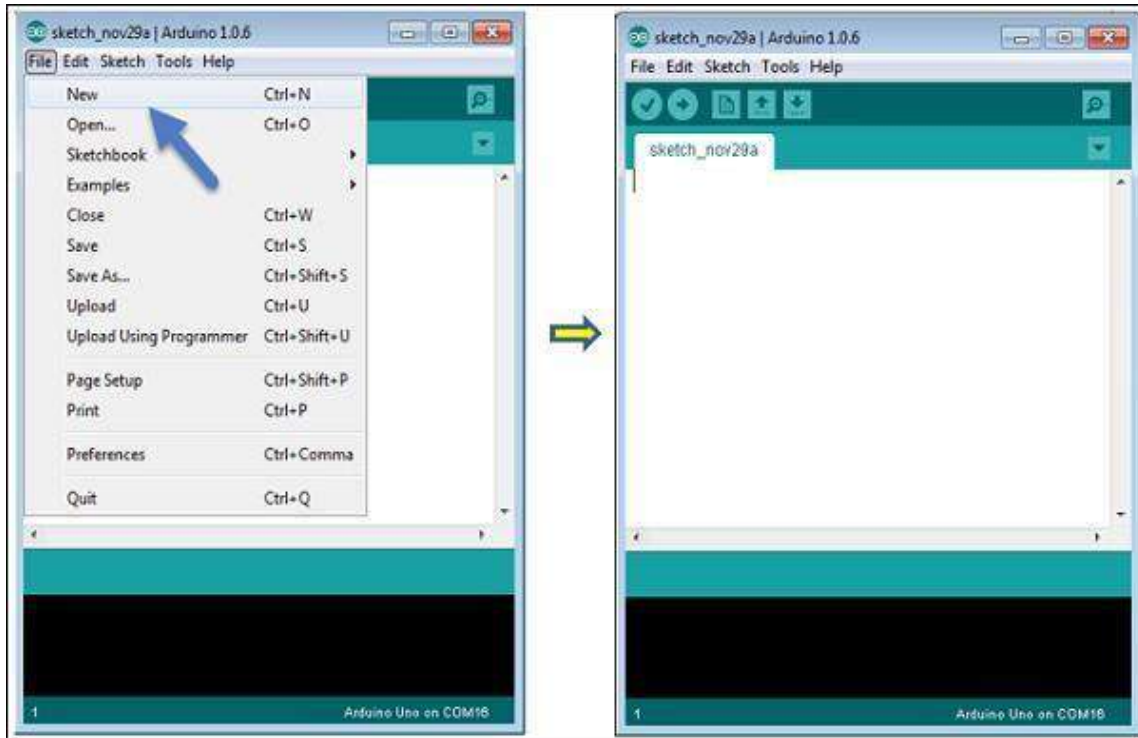 sketch_nov29a | Arduino 1.0.6
File Edit Sketch Tools Help
New Ctrl+N
Open... Ctrl+O
Sketchbook
Examples
Close Ctrl+W
Save Ctrl+S
Save As... Ctrl+Shift+S
Upload Ctrl+U
Upload Using Programmer Ctrl+Shift+U
Page Setup Ctrl+Shift+P
Print Ctrl+P
Preferences Ctrl+Comma
Quit Ctrl+Q
1 Arduino Uno on COM16
sketch_nov29a | Arduino 1.0.6
File Edit Sketch Tools Help
sketch_nov29a
1 Arduino Uno on COM16